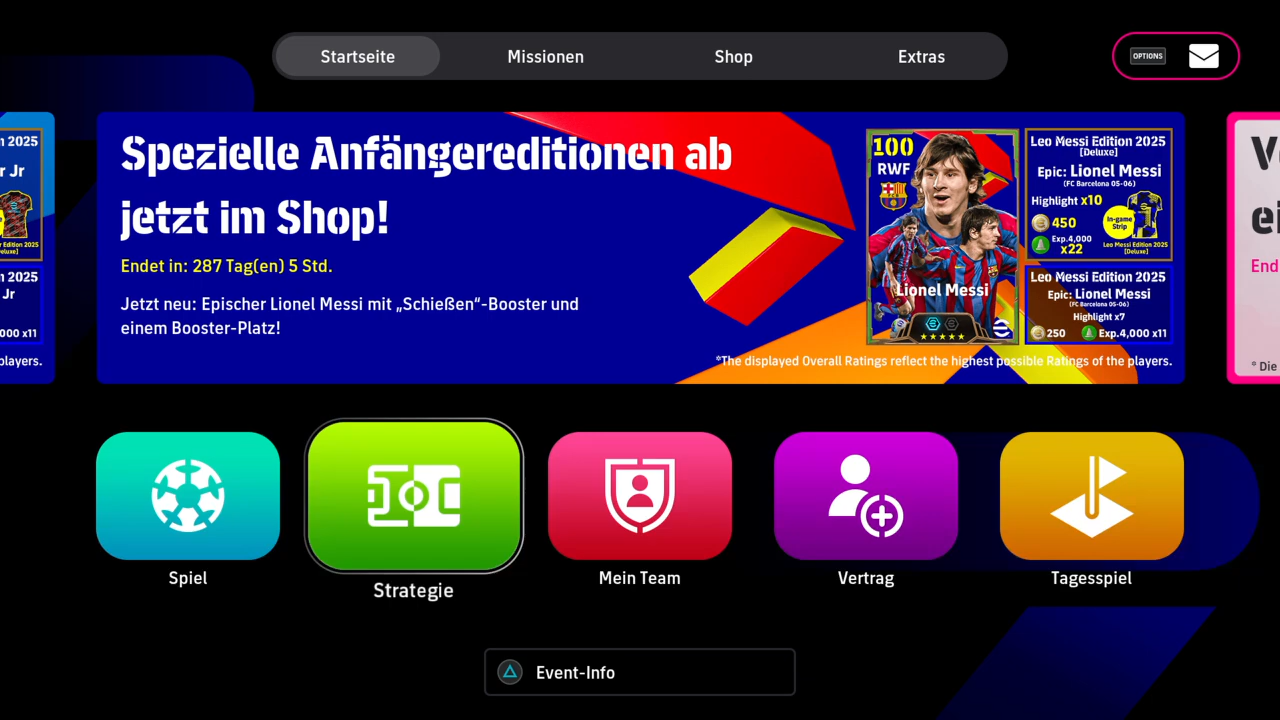 Startseite
Missionen
Shop
Extras
OPTIONS
n 2025
r Jr
r Edition 2025
Deluxe]
n 2025
Jr
000 x11
players.
Spezielle Anfängereditionen ab
jetzt im Shop!
Endet in: 287 Tag(en) 5 Std.
Jetzt neu: Epischer Lionel Messi mit „Schießen“-Booster und
einem Booster-Platz!
100
RWF
Lionel Messi
Leo Messi Edition 2025
[Deluxe]
Epic: Lionel Messi
(FC Barcelona 05-06)
Highlight x10
450
Exp.4,000
x22
In-game
Strip
Leo Messi Edition 2025
[Deluxe]
Leo Messi Edition 2025
Epic: Lionel Messi
(FC Barcelona 05-06)
Highlight x7
250
Exp.4,000 x11
*The displayed Overall Ratings reflect the highest possible Ratings of the players.
Ve
ei
End
* Die
Spiel
Strategie
Mein Team
Vertrag
Tagesspiel
Event-Info